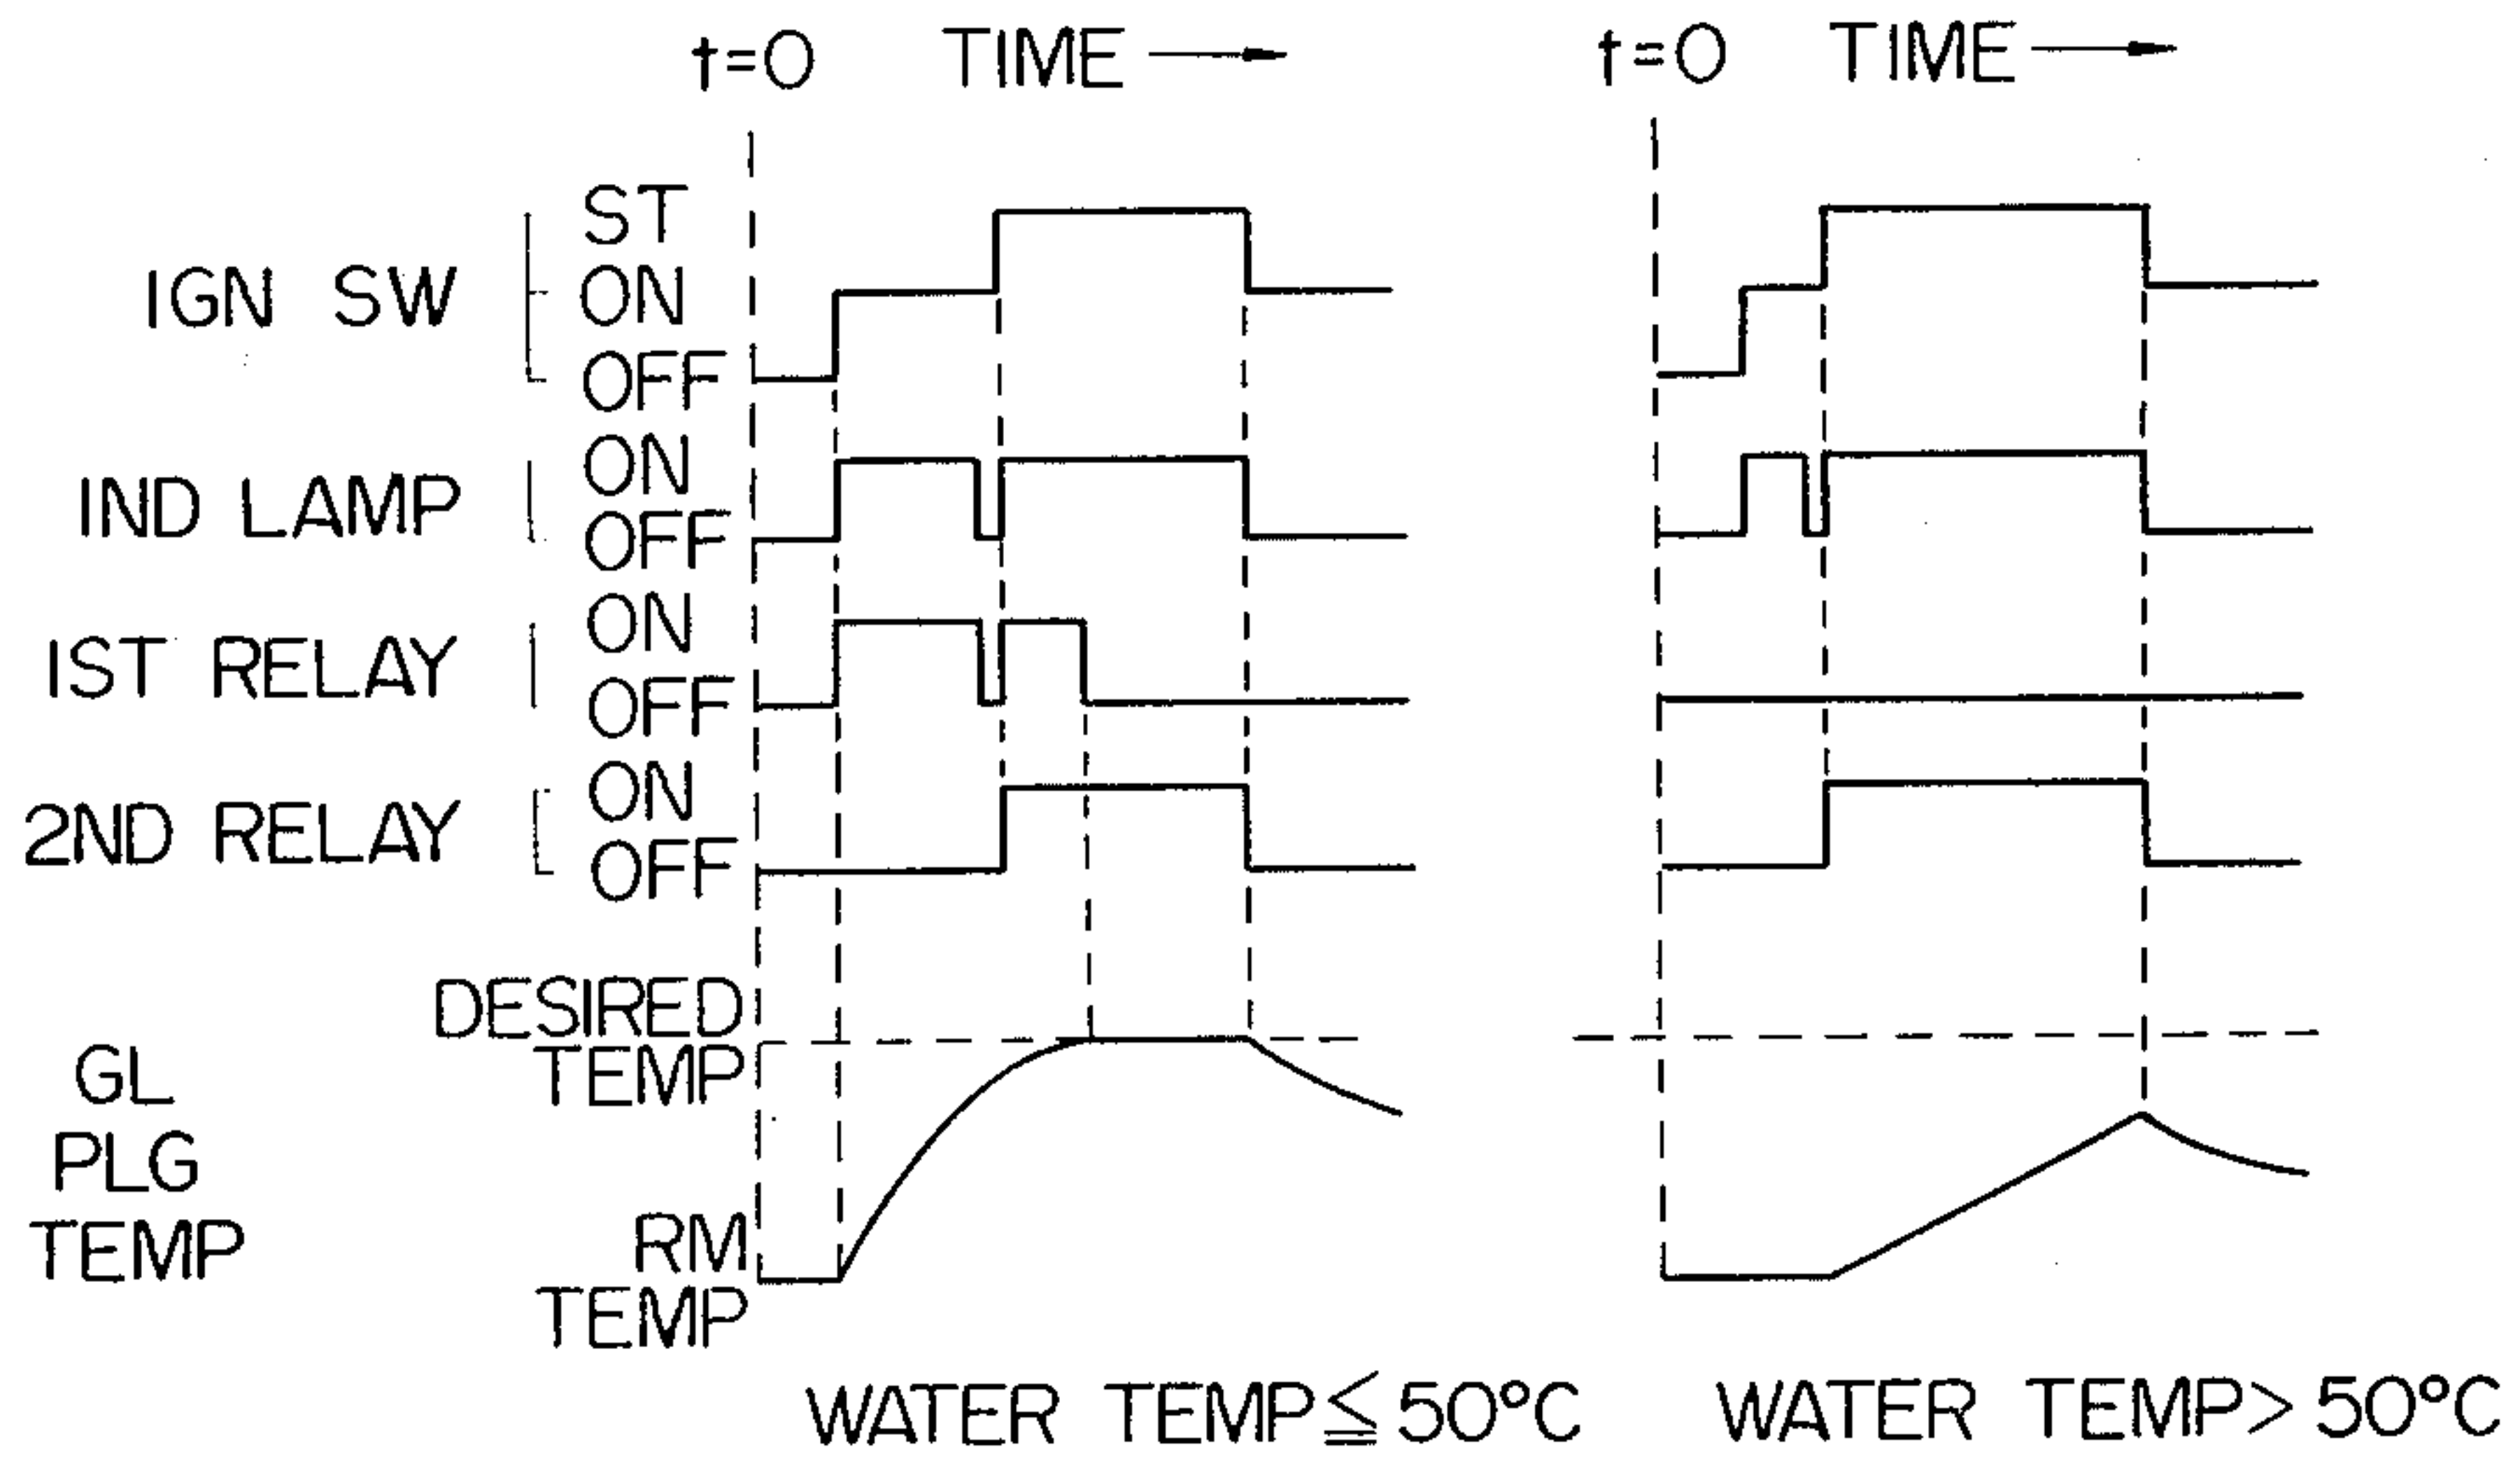 t=0 TIME
t=0 TIME
IGN SW
ST
ON
OFF
IND LAMP
ON
OFF
1ST RELAY
ON
OFF
2ND RELAY
ON
OFF
GL
PLG
TEMP
DESIRED
TEMP
RM
TEMP
WATER TEMP≦50°C
WATER TEMP>50°C